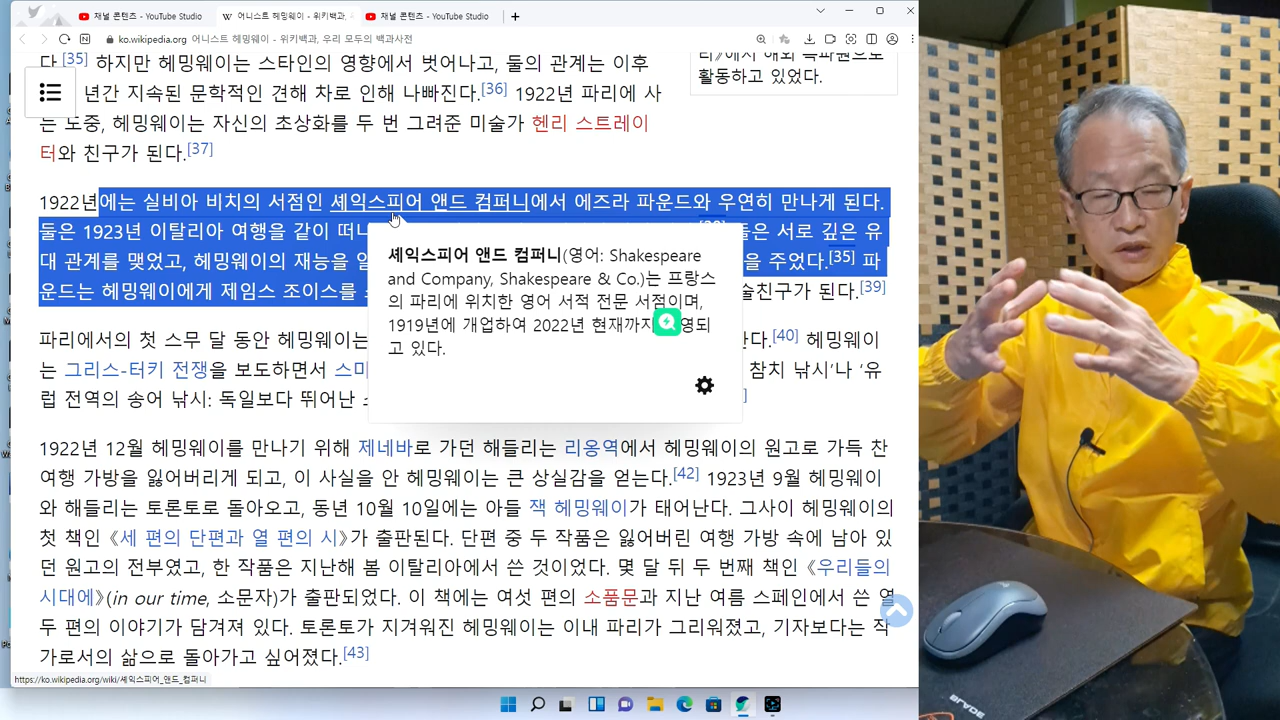 재널 콘텐츠 - YouTube Studio
어니스트 헤밍웨이 - 위키백과,
재널 콘텐츠 - YouTube Studio
ko.wikipedia.org 어니스트 헤밍웨이 - 위키백과, 우리 모두의 백과사전
다.[35] 하지만 헤밍웨이는 스타인의 영향에서 벗어나고, 둘의 관계는 이후
년간 지속된 문학적인 견해 차로 인해 나빠진다.[36] 1922년 파리에 사
는 도중, 헤밍웨이는 자신의 초상화를 두 번 그려준 미술가 헨리 스트레이
터와 친구가 된다.[37]
리》에서 해외 특파원으로
활동하고 있었다.
1922년에는 실비아 비치의 서점인 셰익스피어 앤드 컴퍼니에서 에즈라 파운드와 우연히 만나게 된다.
둘은 1923년 이탈리아 여행을 같이 떠나 들은 서로 깊은 유
대 관계를 맺었고, 헤밍웨이의 재능을 을 주었다.[35] 파
운드는 헤밍웨이에게 제임스 조이스를 술친구가 된다.[39]
셰익스피어 앤드 컴퍼니(영어: Shakespeare
and Company, Shakespeare & Co.)는 프랑스
의 파리에 위치한 영어 서적 전문 서점이며,
1919년에 개업하여 2022년 현재까지 영되
고 있다.
파리에서의 첫 스무 달 동안 헤밍웨이는 한다.[40] 헤밍웨이
는 그리스-터키 전쟁을 보도하면서 스미 참치 낚시'나 '유
럽 전역의 송어 낚시: 독일보다 뛰어난
1922년 12월 헤밍웨이를 만나기 위해 제네바로 가던 해들리는 리옹역에서 헤밍웨이의 원고로 가득 찬
여행 가방을 잃어버리게 되고, 이 사실을 안 헤밍웨이는 큰 상실감을 얻는다.[42] 1923년 9월 헤밍웨이
와 해들리는 토론토로 돌아오고, 동년 10월 10일에는 아들 잭 헤밍웨이가 태어난다. 그사이 헤밍웨이의
첫 책인 《세 편의 단편과 열 편의 시》가 출판된다. 단편 중 두 작품은 잃어버린 여행 가방 속에 남아 있
던 원고의 전부였고, 한 작품은 지난해 봄 이탈리아에서 쓴 것이었다. 몇 달 뒤 두 번째 책인 《우리들의
시대에》(in our time, 소문자)가 출판되었다. 이 책에는 여섯 편의 소품문과 지난 여름 스페인에서 쓴 열
두 편의 이야기가 담겨져 있다. 토론토가 지겨워진 헤밍웨이는 이내 파리가 그리워졌고, 기자보다는 작
가로서의 삶으로 돌아가고 싶어졌다.[43]
https://ko.wikipedia.org/wiki/셰익스피어_앤드_컴퍼니
BLADE